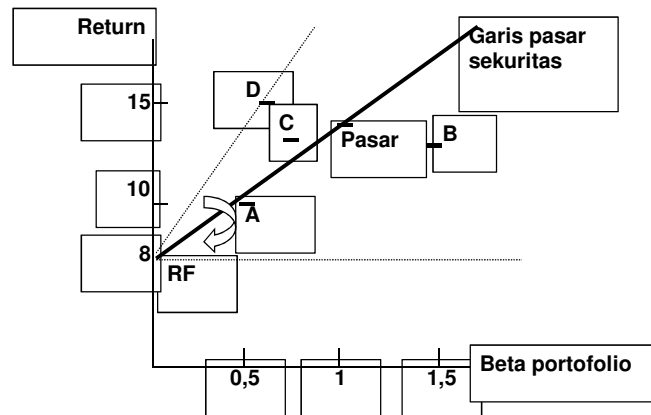 Return
Garis pasar
sekuritas
15
D
C
Pasar
B
10
A
8
RF
0,5
1
1,5
Beta portofolio